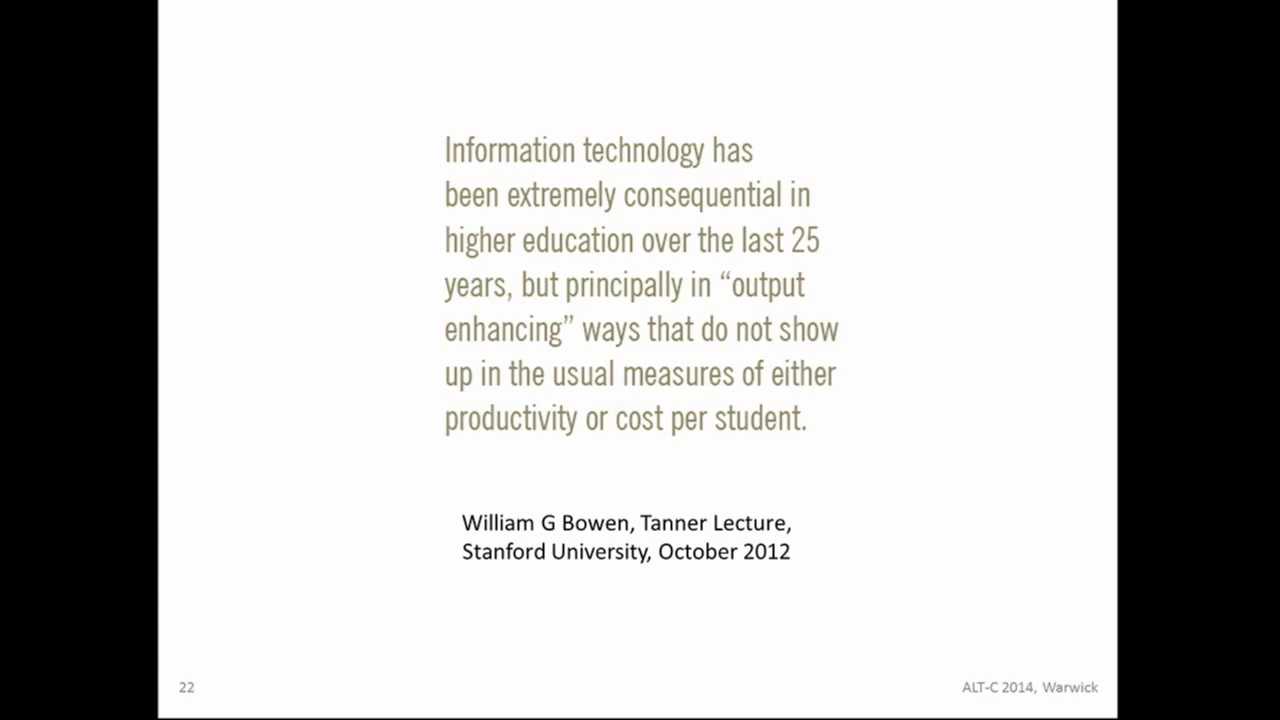 Information technology has
been extremely consequential in
higher education over the last 25
years, but principally in “output
enhancing” ways that do not show
up in the usual measures of either
productivity or cost per student.
William G Bowen, Tanner Lecture,
Stanford University, October 2012
22
ALT-C 2014, Warwick